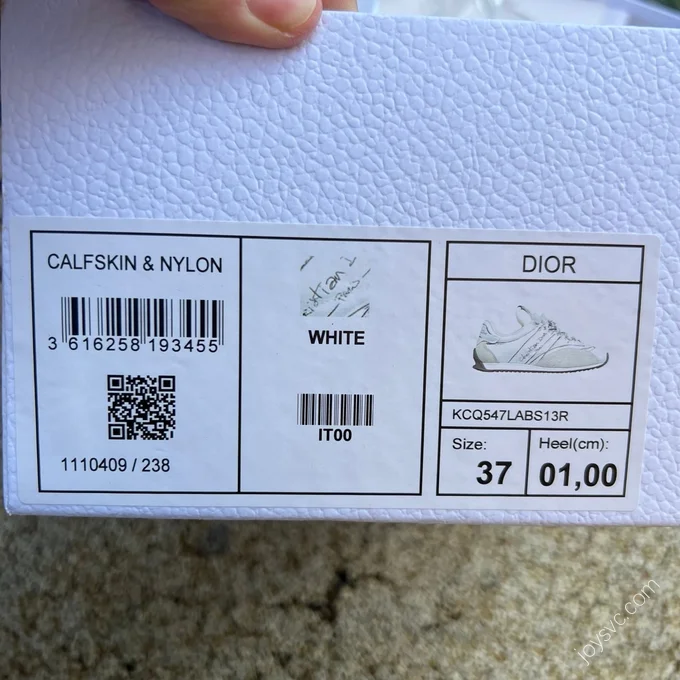 CALFSKIN & NYLON
3 616258 193455
1110409 / 238
WHITE
IT00
DIOR
KCQ547LABS13R
Size:
37
Heel(cm):
01,00
joysvc.com